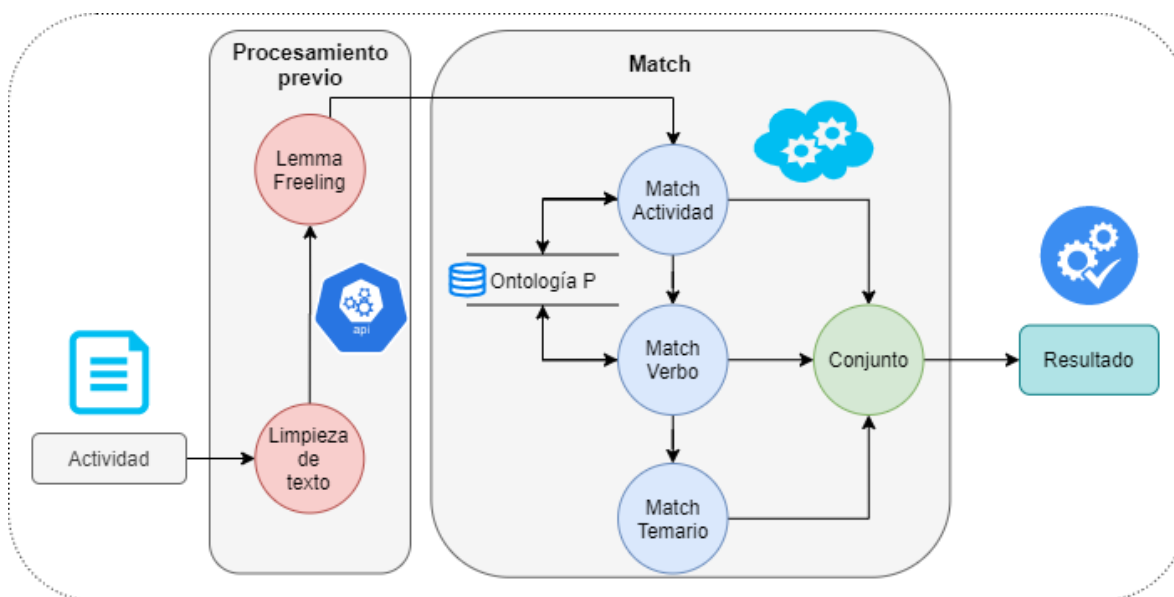 Procesamiento
previo
Match
Lemma
Freeling
Match
Actividad
Ontología P
api
Match
Verbo
Conjunto
Resultado
Actividad
Limpieza
de
texto
Match
Temario